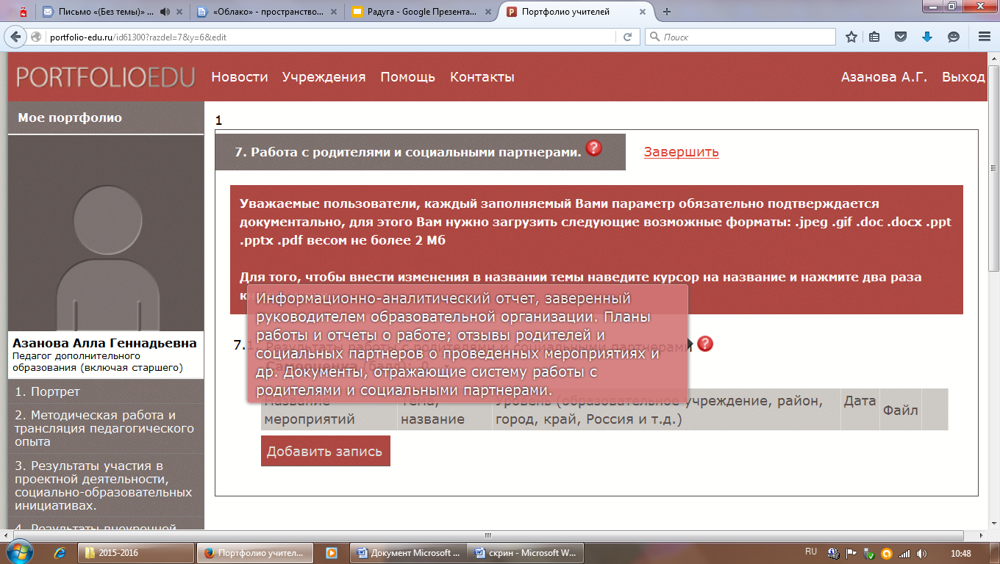 Письмо «(Без темы)» ...
«Облако» - пространство...
Радуга - Google Презента...
Портфолио учителей
portfolio-edu.ru/id61300?razdel=7&y=6&edit
Поиск
PORTFOLIOEDU
Новости Учреждения Помощь Контакты
Азанова А.Г. Выход
Мое портфолио
1
7. Работа с родителями и социальными партнерами. ?
Завершить
Уважаемые пользователи, каждый заполняемый Вами параметр обязательно подтверждается
документально, для этого Вам нужно загрузить следующие возможные форматы: .jpeg .gif .doc .docx .ppt
.pptx .pdf весом не более 2 Мб
Для того, чтобы внести изменения в названии темы наведите курсор на название и нажмите два раза
Информационно-аналитический отчет, заверенный
руководителем образовательной организации. Планы
работы и отчеты о работе; отзывы родителей и
социальных партнеров о проведенных мероприятиях и
др. Документы, отражающие систему работы с
родителями и социальными партнерами.
7.1. Результаты работы с родителями и социальными партнерами ?
Самооценка (балл): 0
Название
мероприятий
Тема,
название
Уровень (образовательное учреждение, район,
город, край, Россия и т.д.)
Дата
Файл
Добавить запись
Азанова Алла Геннадьевна
Педагог дополнительного
образования (включая старшего)
1. Портрет
2. Методическая работа и
трансляция педагогического
опыта
3. Результаты участия в
проектной деятельности,
социально-образовательных
инициативах.
4. Результаты внеурочной
2015-2016
Портфолио учител...
Документ Microsoft ...
скрин - Microsoft W...
RU
10:48